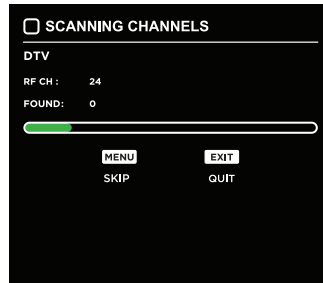 SCANNING CHANNELS
DTV
RF CH : 24
FOUND: 0
MENU EXIT
SKIP QUIT